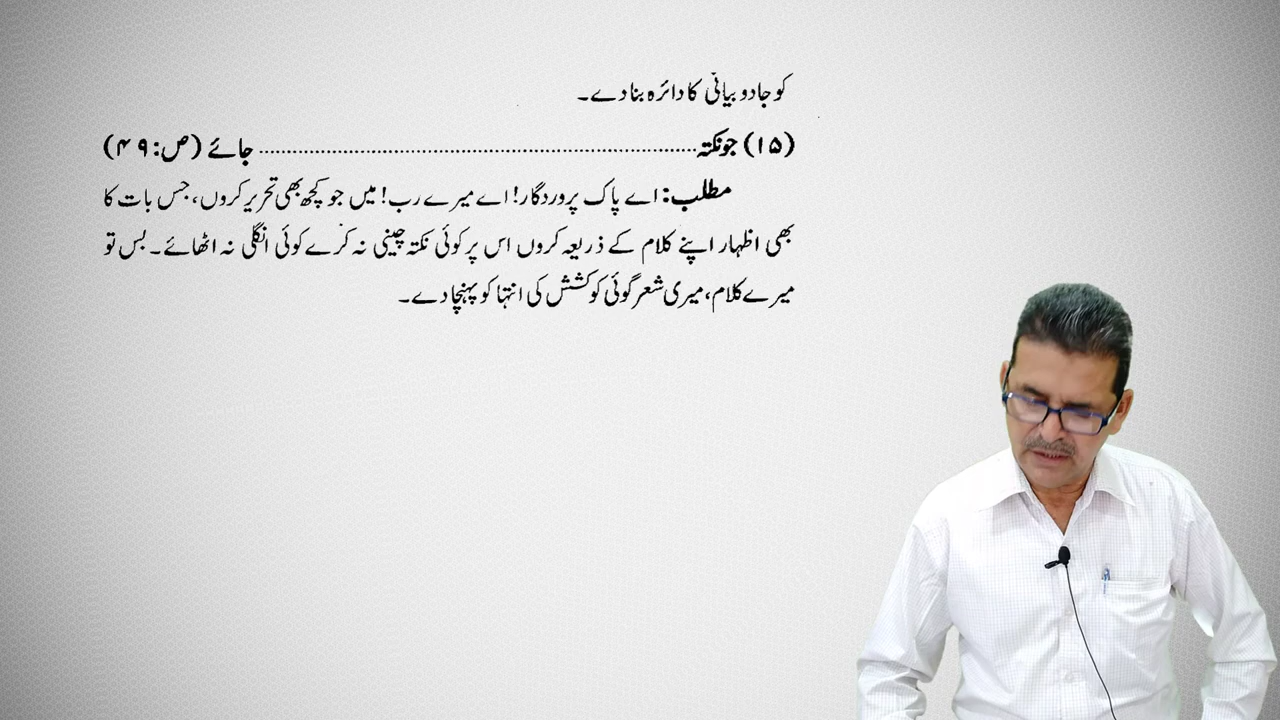 کو جادو بیانی کا دائرہ بنا دے۔
(۱۵) جو نکتہ............................................................ جائے (ص: ۴۹)
مطلب: اے پاک پروردگار! اے میرے رب! میں جو کچھ بھی تحریر کروں، جس بات کا
بھی اظہار اپنے کلام کے ذریعہ کروں اس پر کوئی نکتہ چینی نہ کرے کوئی انگلی نہ اٹھائے۔ بس تو
میرے کلام، میری شعر گوئی کو کشش کی انتہا کو پہنچا دے۔